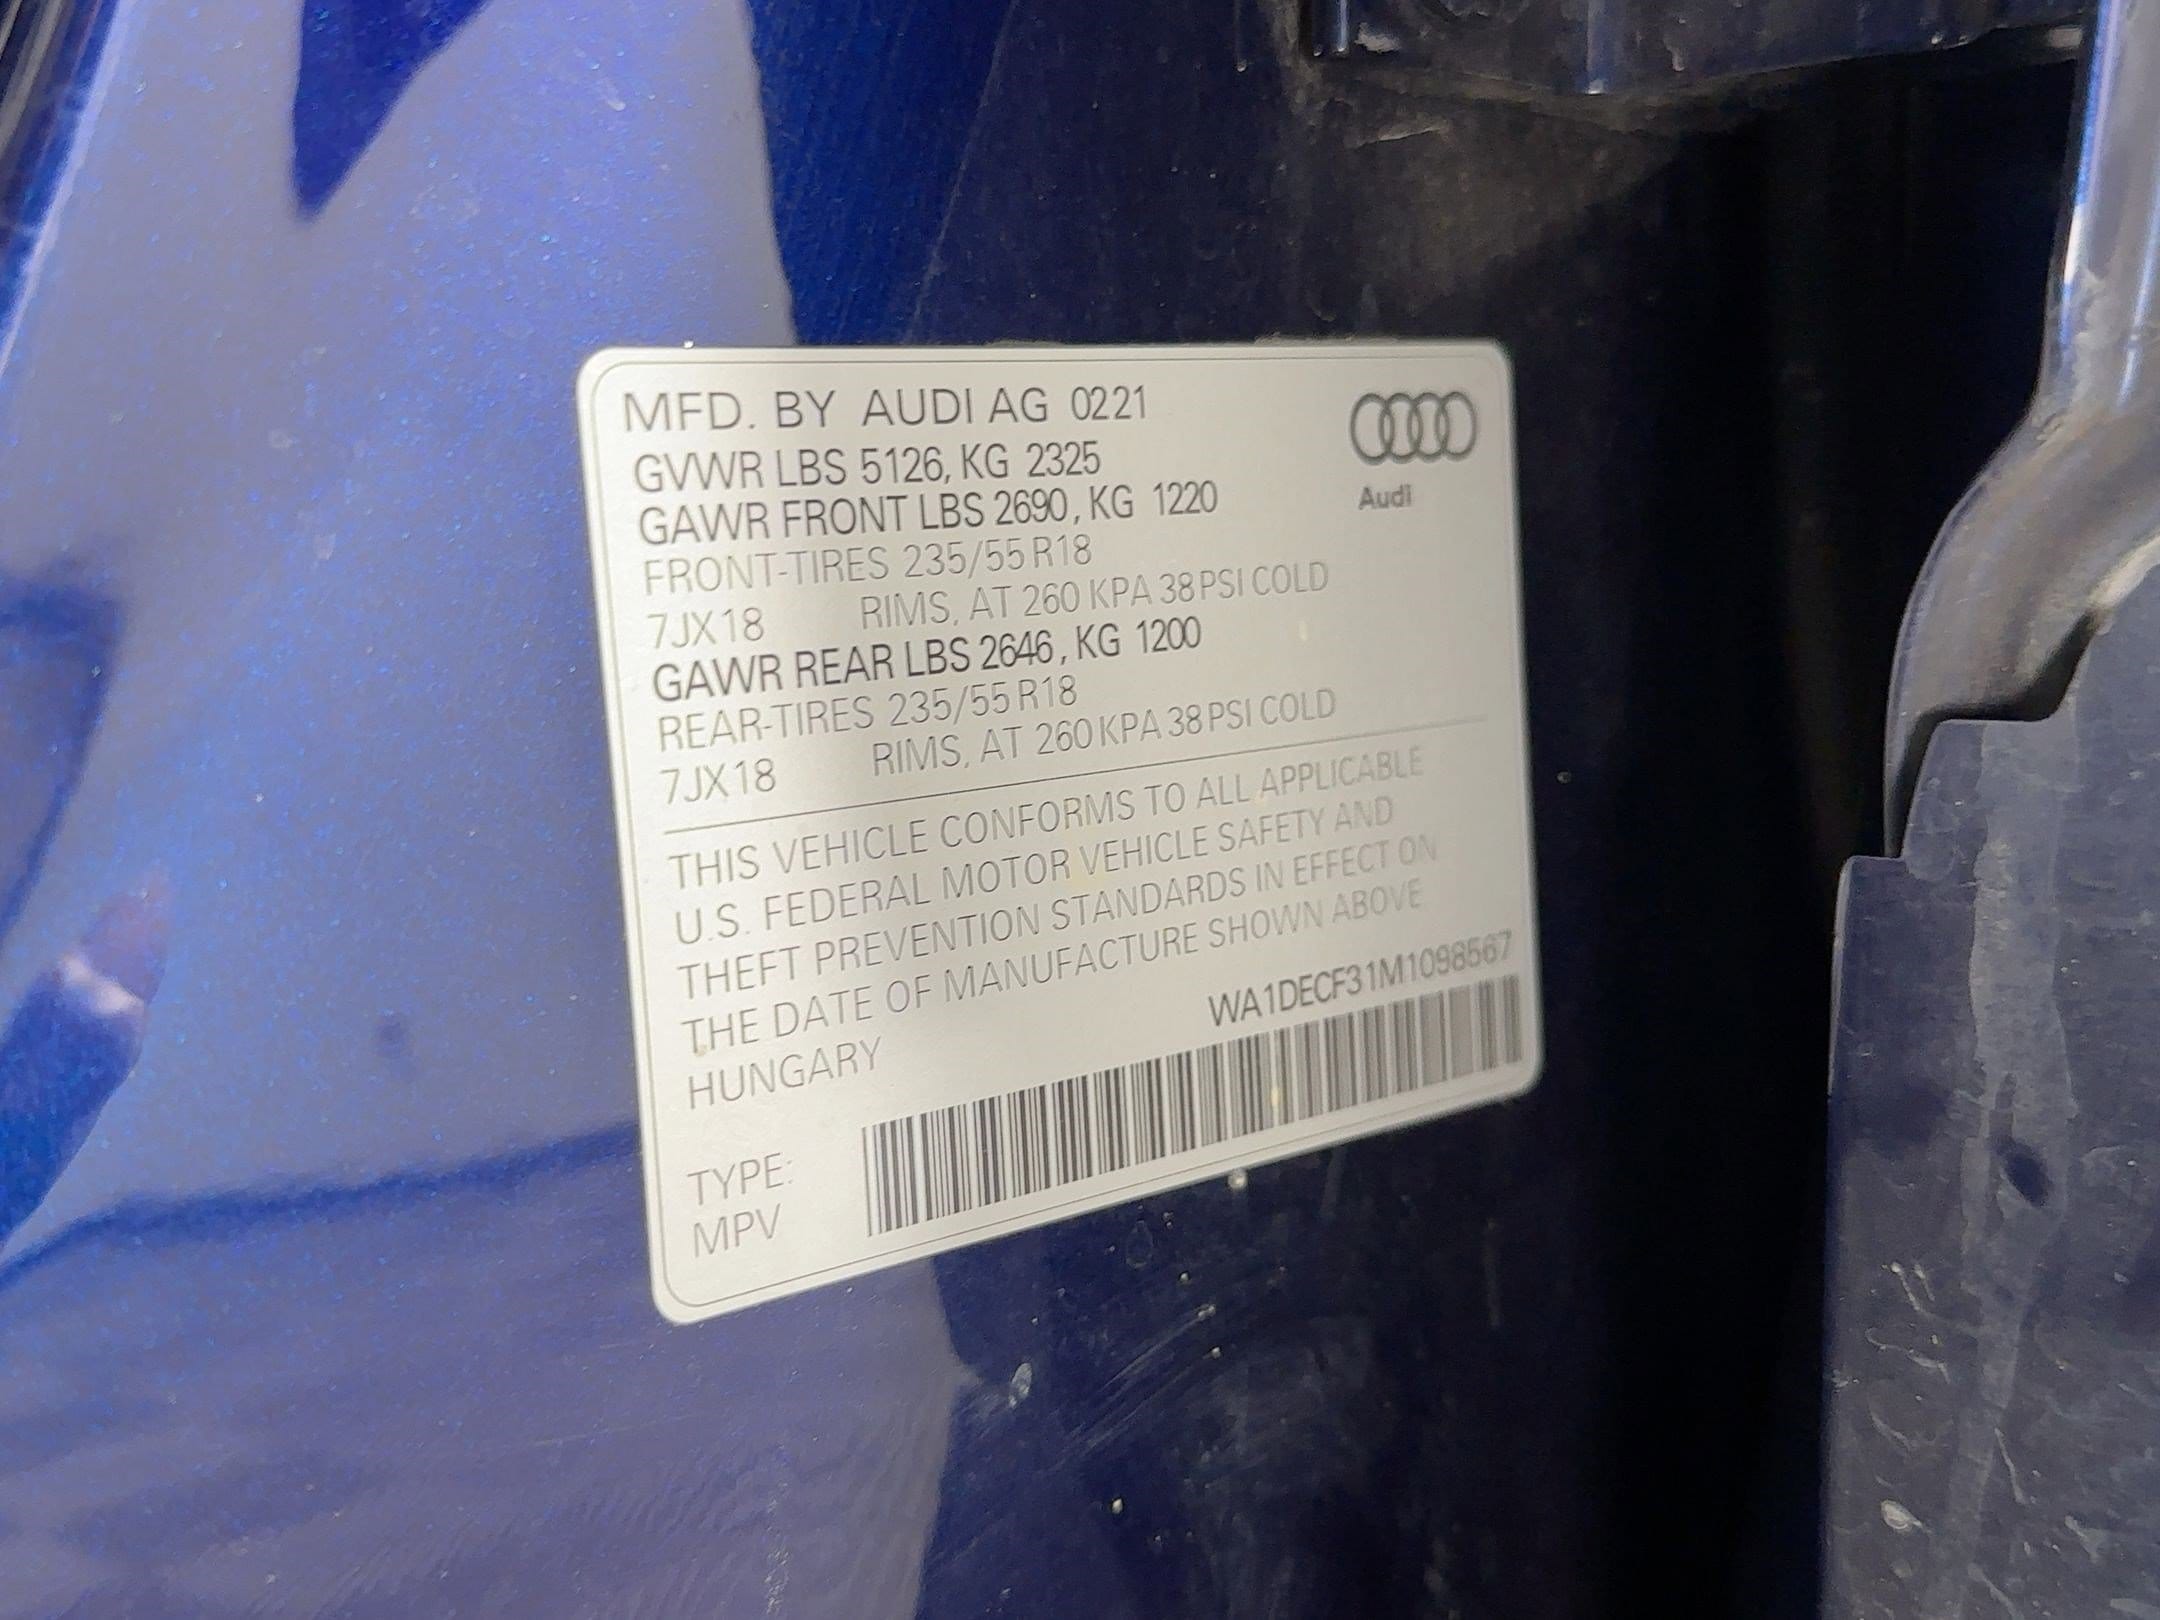 MFD. BY AUDI AG 0221
GVWR LBS 5126, KG 2325
GAWR FRONT LBS 2690, KG 1220
FRONT-TIRES 235/55 R18
7JX18 RIMS, AT 260 KPA 38 PSI COLD
GAWR REAR LBS 2646, KG 1200
REAR-TIRES 235/55 R18
7JX18 RIMS, AT 260 KPA 38 PSI COLD
Audi
THIS VEHICLE CONFORMS TO ALL APPLICABLE
U.S. FEDERAL MOTOR VEHICLE SAFETY AND
THEFT PREVENTION STANDARDS IN EFFECT ON
THE DATE OF MANUFACTURE SHOWN ABOVE
HUNGARY
WA1DECF31M1098567
TYPE:
MPV